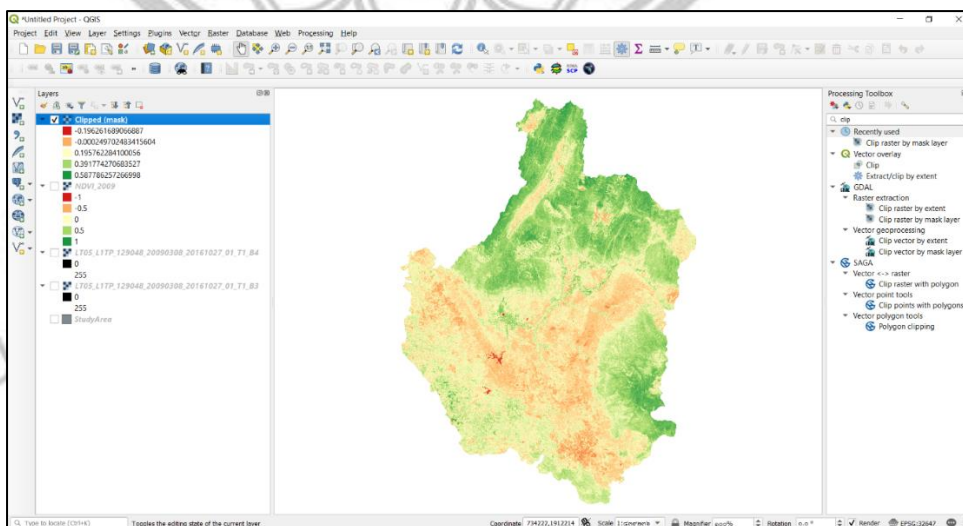 *Untitled Project - QGIS
Project Edit View Layer Settings Plugins Vector Raster Database Web Processing Help
Layers
Clipped (mask)
-0.196261689066887
-0.000249702483415604
0.195762284100056
0.391774270683527
0.587786257266998
NDVI_2009
-1
-0.5
0
0.5
1
LT05_L1TP_129048_20090308_20161027_01_T1_B4
0
255
LT05_L1TP_129048_20090308_20161027_01_T1_B3
0
255
StudyArea
Processing Toolbox
clip
Recently used
Clip raster by mask layer
Vector overlay
Clip
Extract/clip by extent
GDAL
Raster extraction
Clip raster by extent
Clip raster by mask layer
Vector geoprocessing
Clip vector by extent
Clip vector by mask layer
SAGA
Vector <-> raster
Clip raster with polygon
Vector point tools
Clip points with polygons
Vector polygon tools
Polygon clipping
Type to locate (Ctrl+K) Toggles the editing state of the current layer Coordinate 734222,1912214 Scale Magnifier Rotation Render EPSG:32647